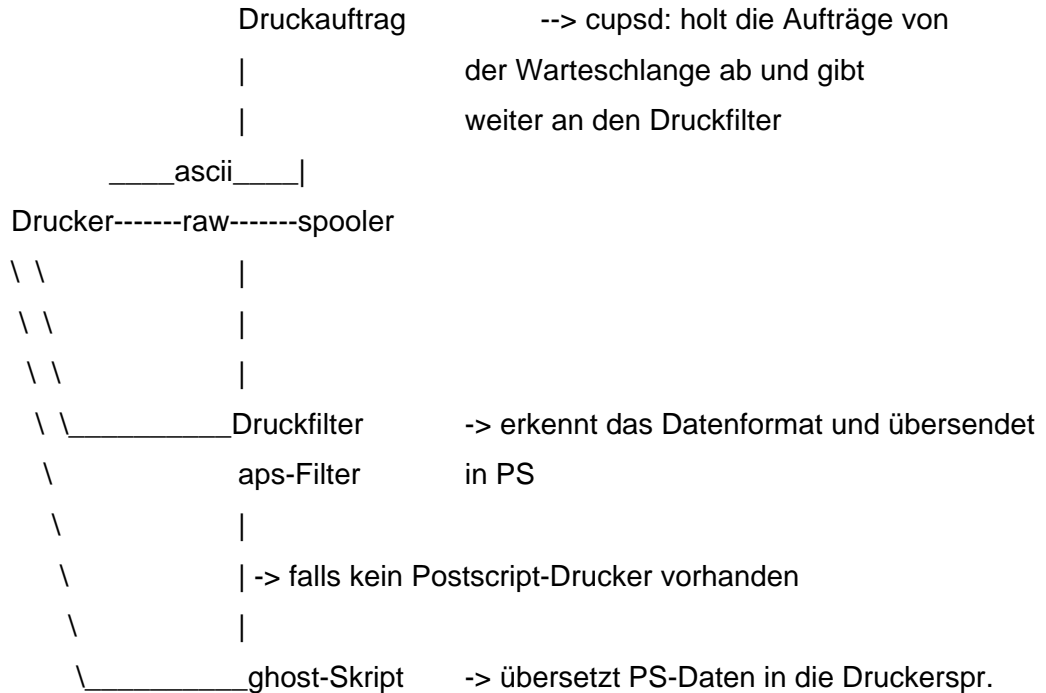 Druckauftrag --> cupsd: holt die Aufträge von
| der Warteschlange ab und gibt
| weiter an den Druckfilter
____ascii____|
Drucker-------raw-------spooler
\ \ |
\ \ |
\ \ |
\ \__________Druckfilter -> erkennt das Datenformat und übersendet
\ aps-Filter in PS
\ |
\ | -> falls kein Postscript-Drucker vorhanden
\ |
\__________ghost-Skript -> übersetzt PS-Daten in die Druckerspr.